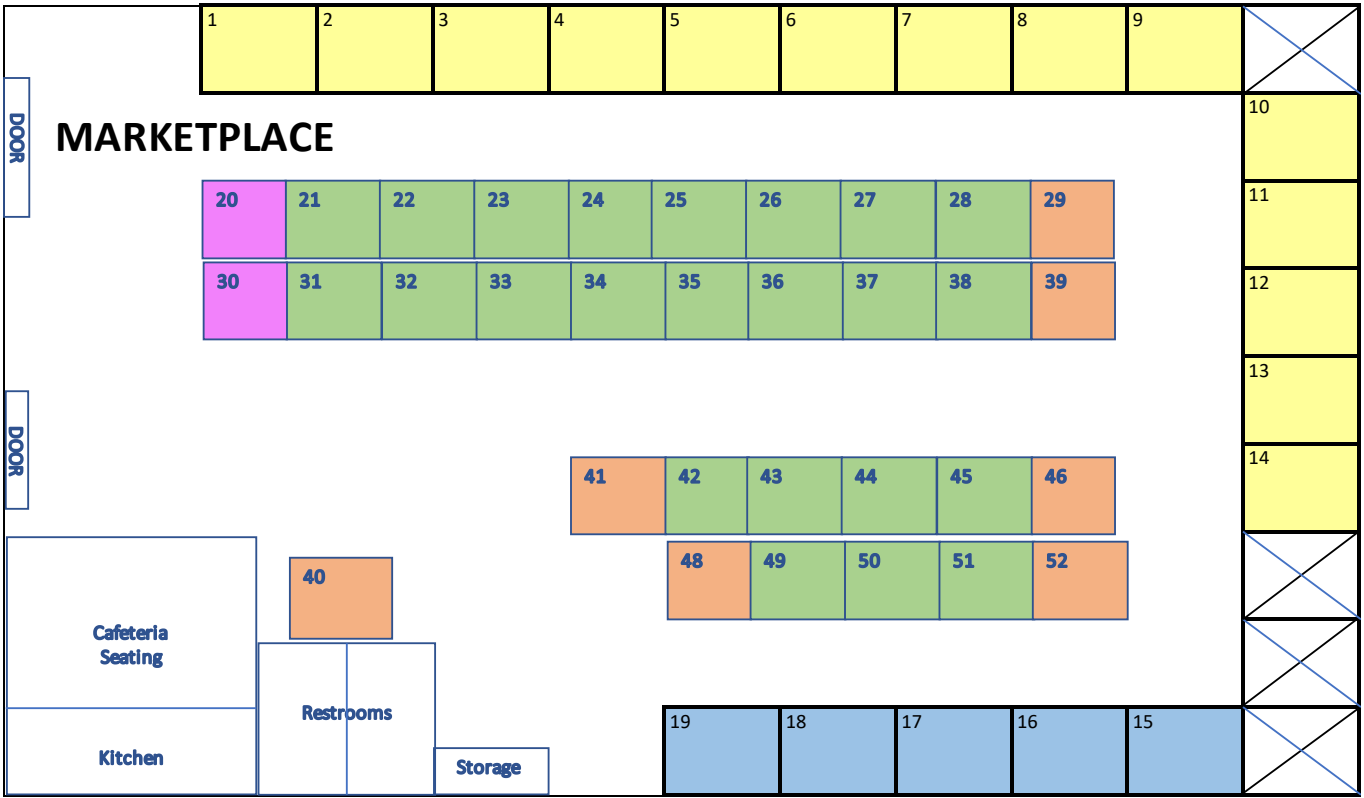 1 2 3 4 5 6 7 8 9
DOOR
MARKETPLACE
10
20 21 22 23 24 25 26 27 28 29
11
30 31 32 33 34 35 36 37 38 39
12
13
DOOR
14
41 42 43 44 45 46
48 49 50 51 52
40
Cafeteria
Seating
Restrooms
19 18 17 16 15
Kitchen
Storage